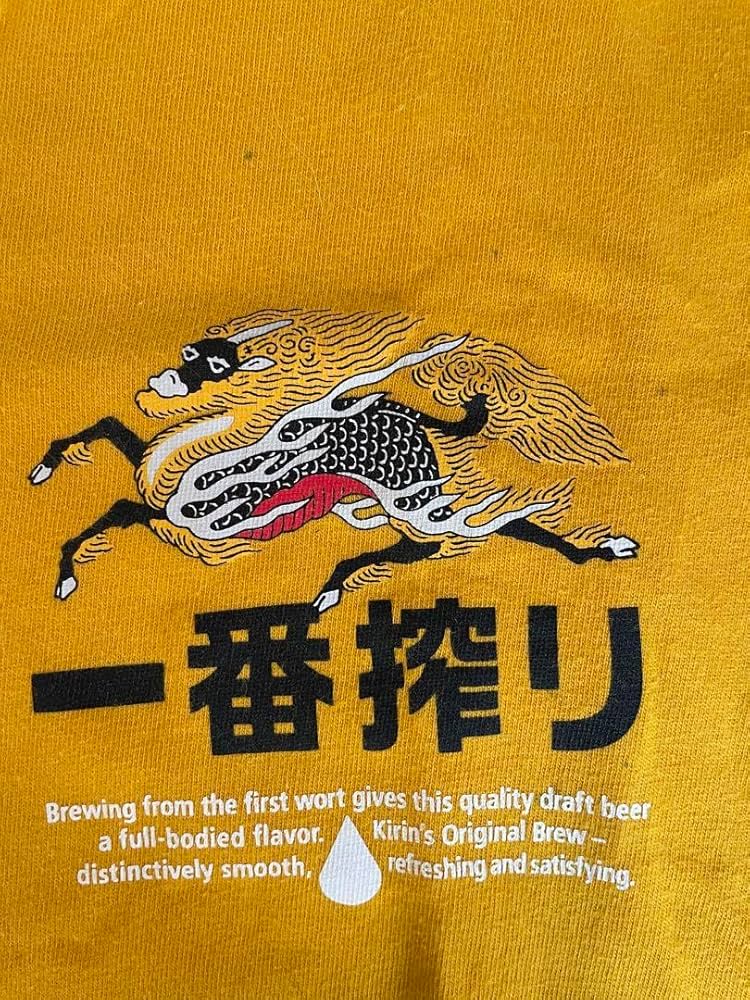 一番搾り
Brewing from the first wort gives this quality draft beer
a full-bodied flavor. Kirin's Original Brew –
distinctively smooth, refreshing and satisfying.